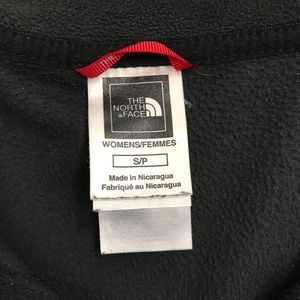 THE
NORTH
FACE
WOMENS/FEMMES
S/P
Made in Nicaragua
Fabriqué au Nicaragua